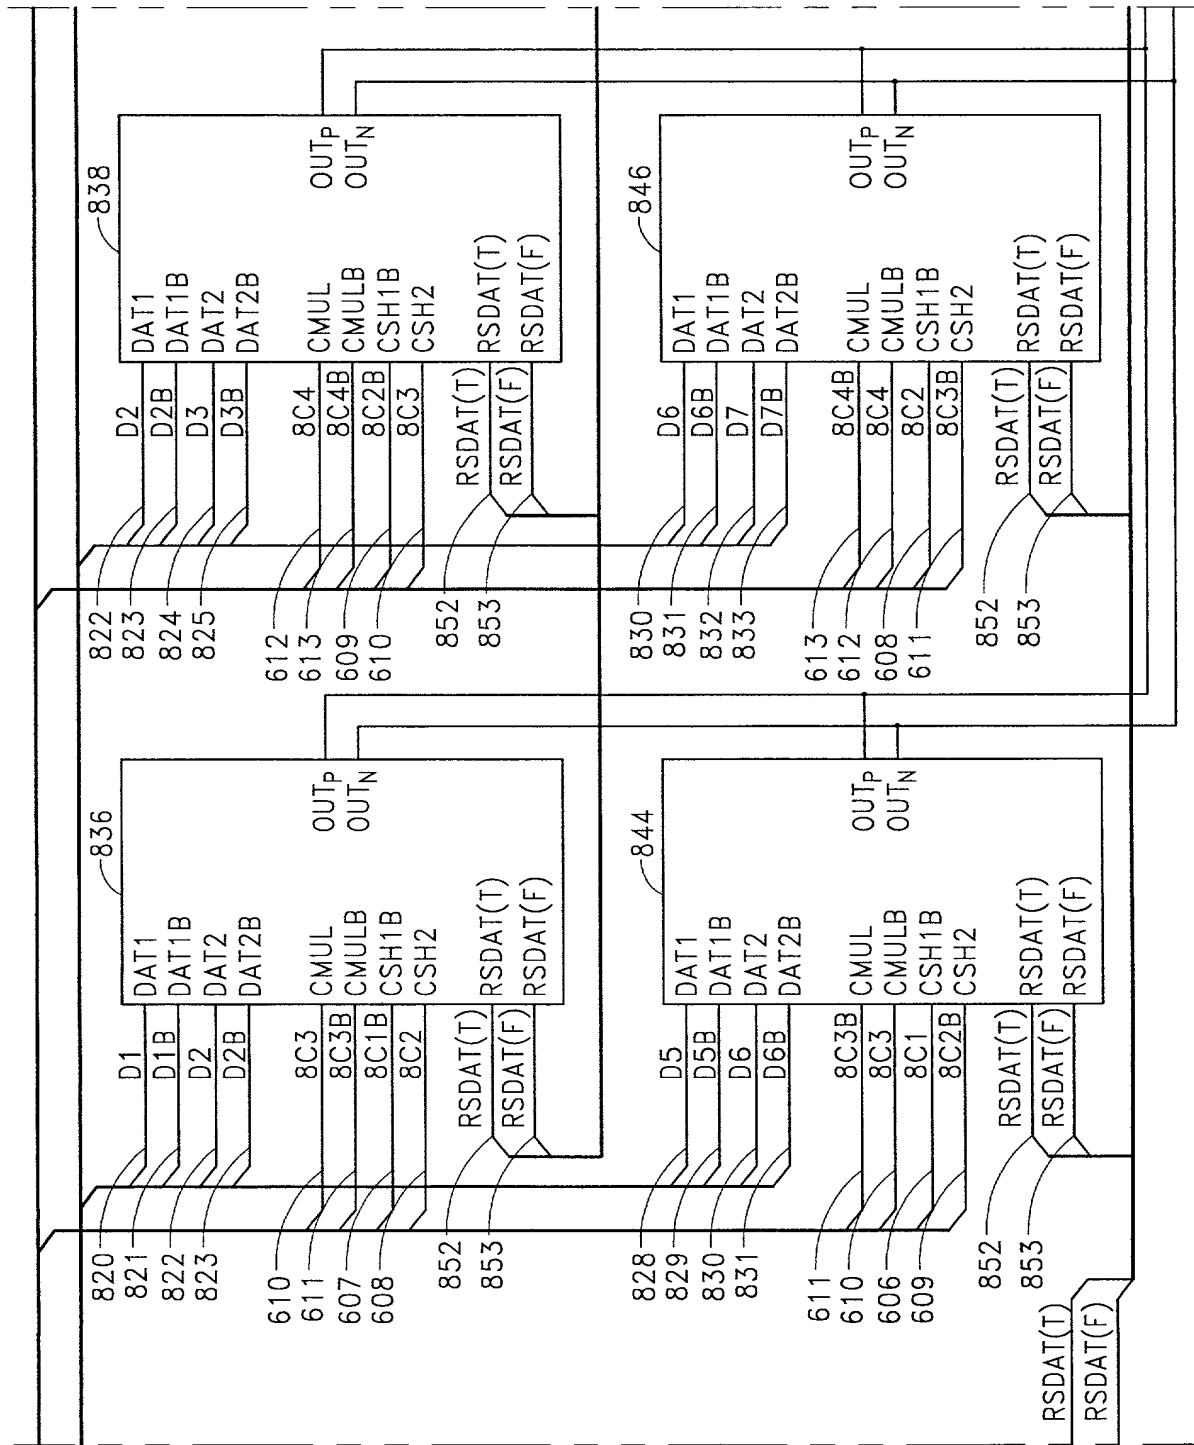 838
DAT1
DAT1B
DAT2
DAT2B
CMUL
CMULB
CSH1B
CSH2
RSDAT(T)
RSDAT(F)
OUTP
OUTN
D2
D2B
D3
D3B
8C4
8C4B
8C2B
8C3
RSDAT(T)
RSDAT(F)
822
823
824
825
612
613
609
610
852
853
846
DAT1
DAT1B
DAT2
DAT2B
CMUL
CMULB
CSH1B
CSH2
RSDAT(T)
RSDAT(F)
OUTP
OUTN
D6
D6B
D7
D7B
8C4B
8C4
8C2
8C3B
RSDAT(T)
RSDAT(F)
830
831
832
833
613
612
608
611
852
853
836
DAT1
DAT1B
DAT2
DAT2B
CMUL
CMULB
CSH1B
CSH2
RSDAT(T)
RSDAT(F)
OUTP
OUTN
D1
D1B
D2
D2B
8C3
8C3B
8C1B
8C2
RSDAT(T)
RSDAT(F)
820
821
822
823
610
611
607
608
852
853
844
DAT1
DAT1B
DAT2
DAT2B
CMUL
CMULB
CSH1B
CSH2
RSDAT(T)
RSDAT(F)
OUTP
OUTN
D5
D5B
D6
D6B
8C3B
8C3
8C1
8C2B
RSDAT(T)
RSDAT(F)
828
829
830
831
611
610
606
609
852
853
RSDAT(T)
RSDAT(F)